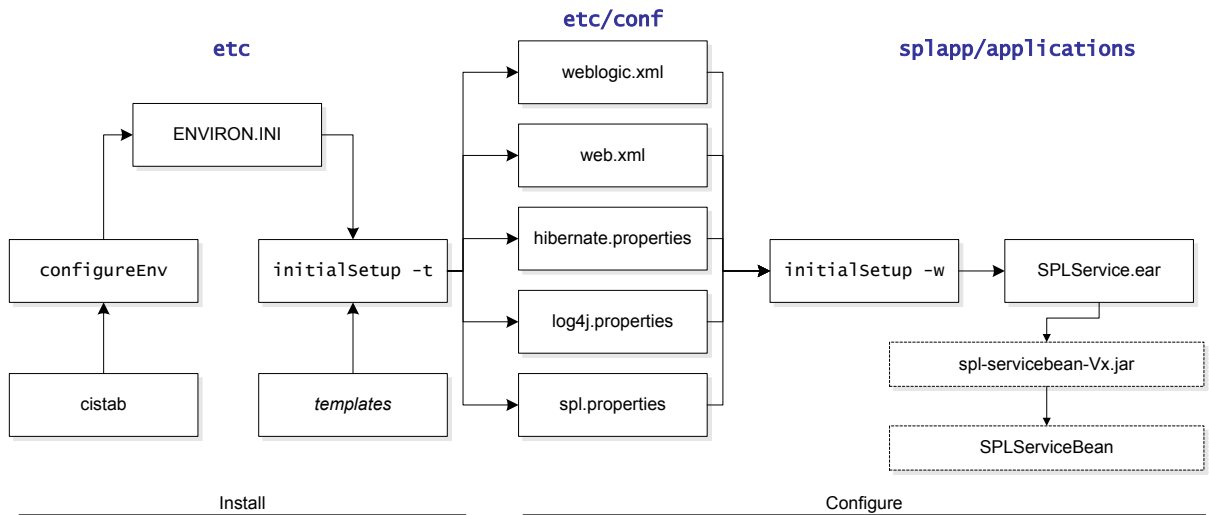 etc
etc/conf
splapp/applications
ENVIRON.INI
configureEnv
cistab
initialSetup -t
templates
weblogic.xml
web.xml
hibernate.properties
log4j.properties
spl.properties
initialSetup -w
SPLService.ear
spl-servicebean-Vx.jar
SPLServiceBean
Install
Configure